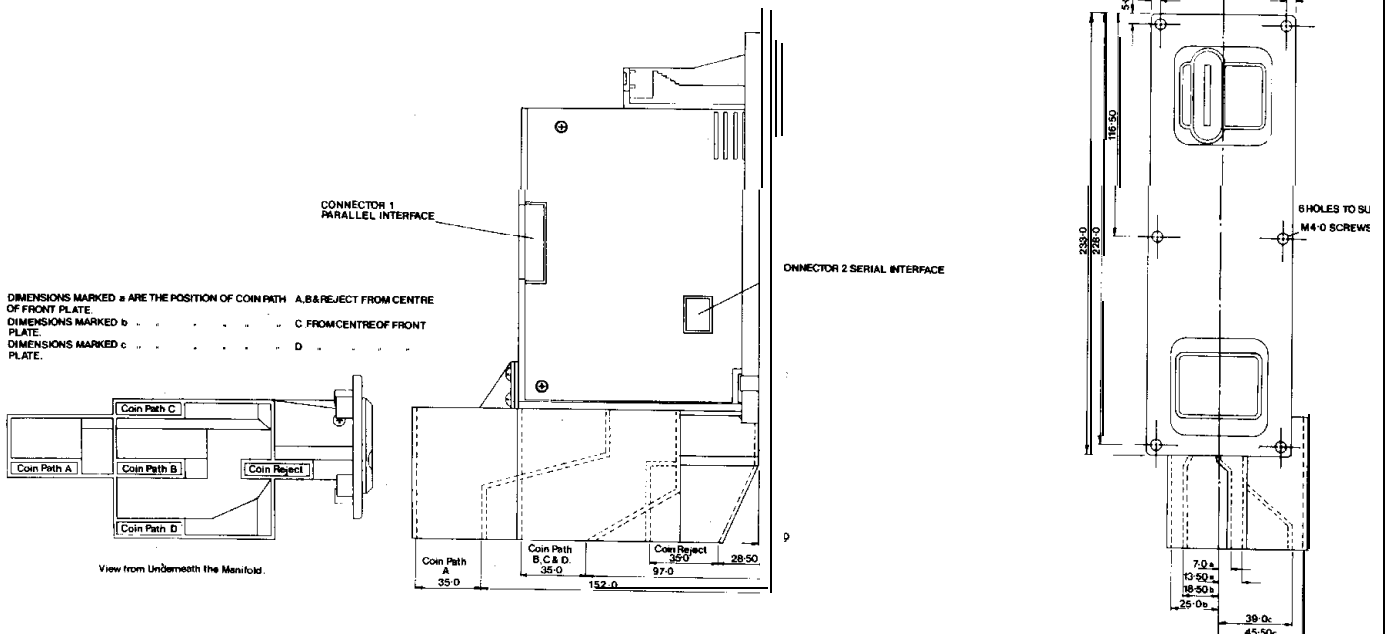 CONNECTOR 1
PARALLEL INTERFACE
ONNECTOR 2 SERIAL INTERFACE
DIMENSIONS MARKED a ARE THE POSITION OF COIN PATH A,B&REJECT FROM CENTRE
OF FRONT PLATE.
DIMENSIONS MARKED b " " " " " " C FROM CENTRE OF FRONT
PLATE.
DIMENSIONS MARKED c " " " " " " D " " " "
PLATE.
Coin Path C
Coin Path A
Coin Path B
Coin Reject
Coin Path D
View from Underneath the Manifold.
Coin Path
A
35·0
Coin Path
B,C & D.
35·0
Coin Reject
35·0
28·50
97·0
152·0
116·50
233·0
228·0
6 HOLES TO SU
M4·0 SCREWS
7·0a
13·50a
18·50b
25·0b
39·0c
45·50c